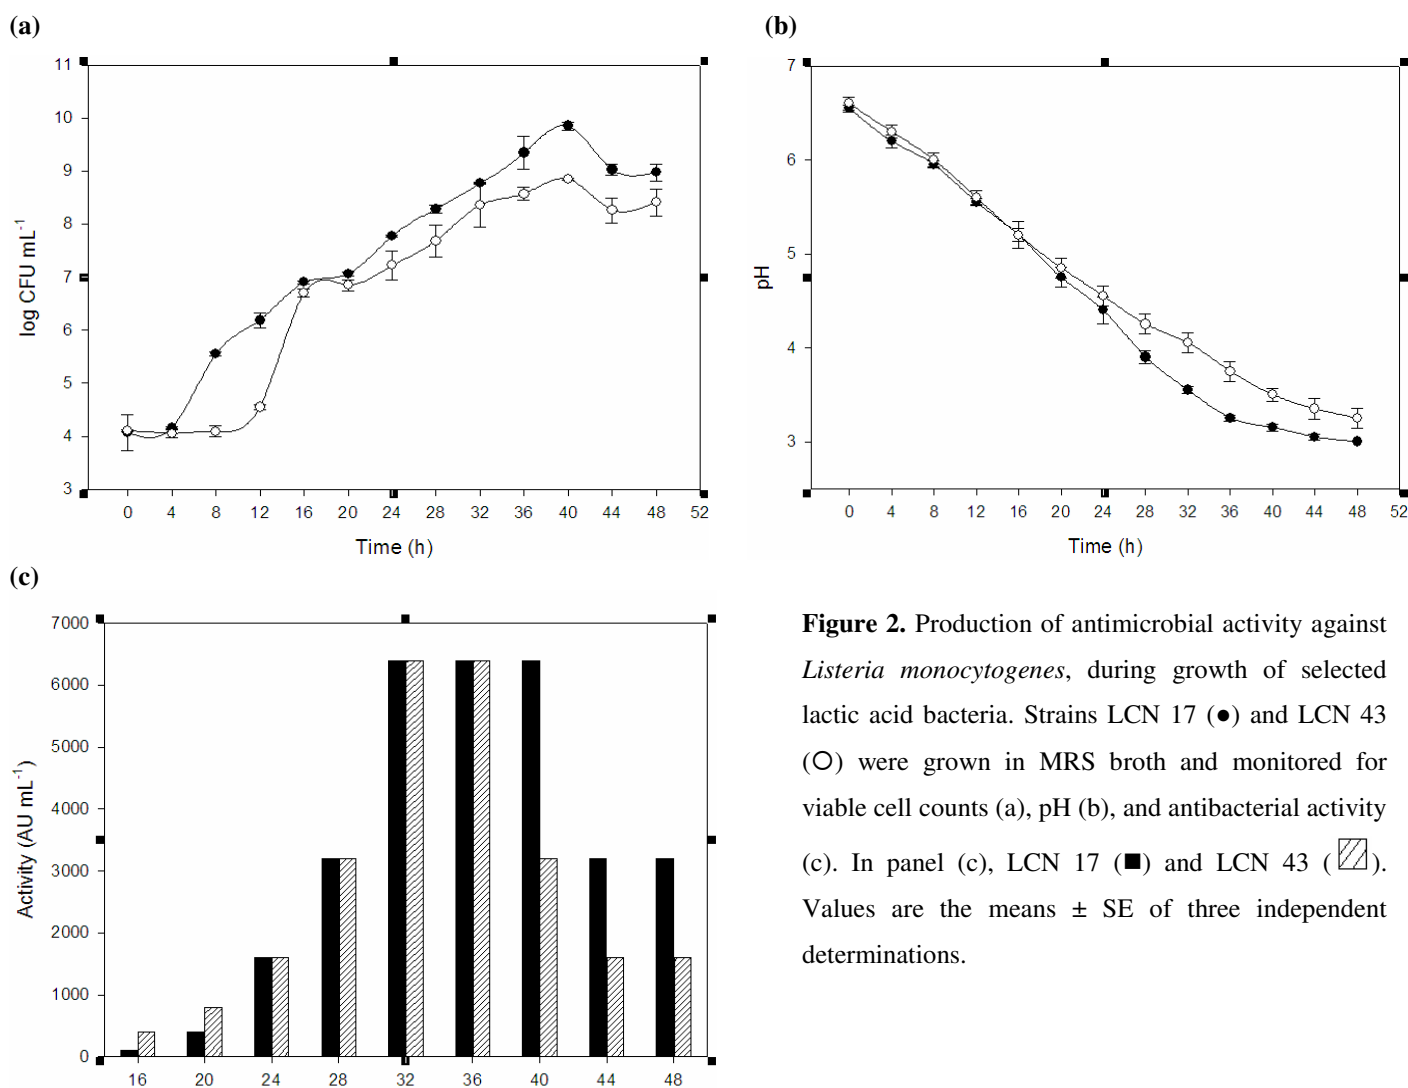 (a)
(b)
11
10
9
8
7
6
5
4
3
log CFU mL⁻¹
0 4 8 12 16 20 24 28 32 36 40 44 48 52
Time (h)
7
6
5
4
3
pH
0 4 8 12 16 20 24 28 32 36 40 44 48 52
Time (h)
(c)
7000
6000
5000
4000
3000
2000
1000
0
Activity (AU mL⁻¹)
16 20 24 28 32 36 40 44 48
Figure 2. Production of antimicrobial activity against
Listeria monocytogenes, during growth of selected
lactic acid bacteria. Strains LCN 17 (●) and LCN 43
(○) were grown in MRS broth and monitored for
viable cell counts (a), pH (b), and antibacterial activity
(c). In panel (c), LCN 17 (■) and LCN 43 (▨).
Values are the means ± SE of three independent
determinations.